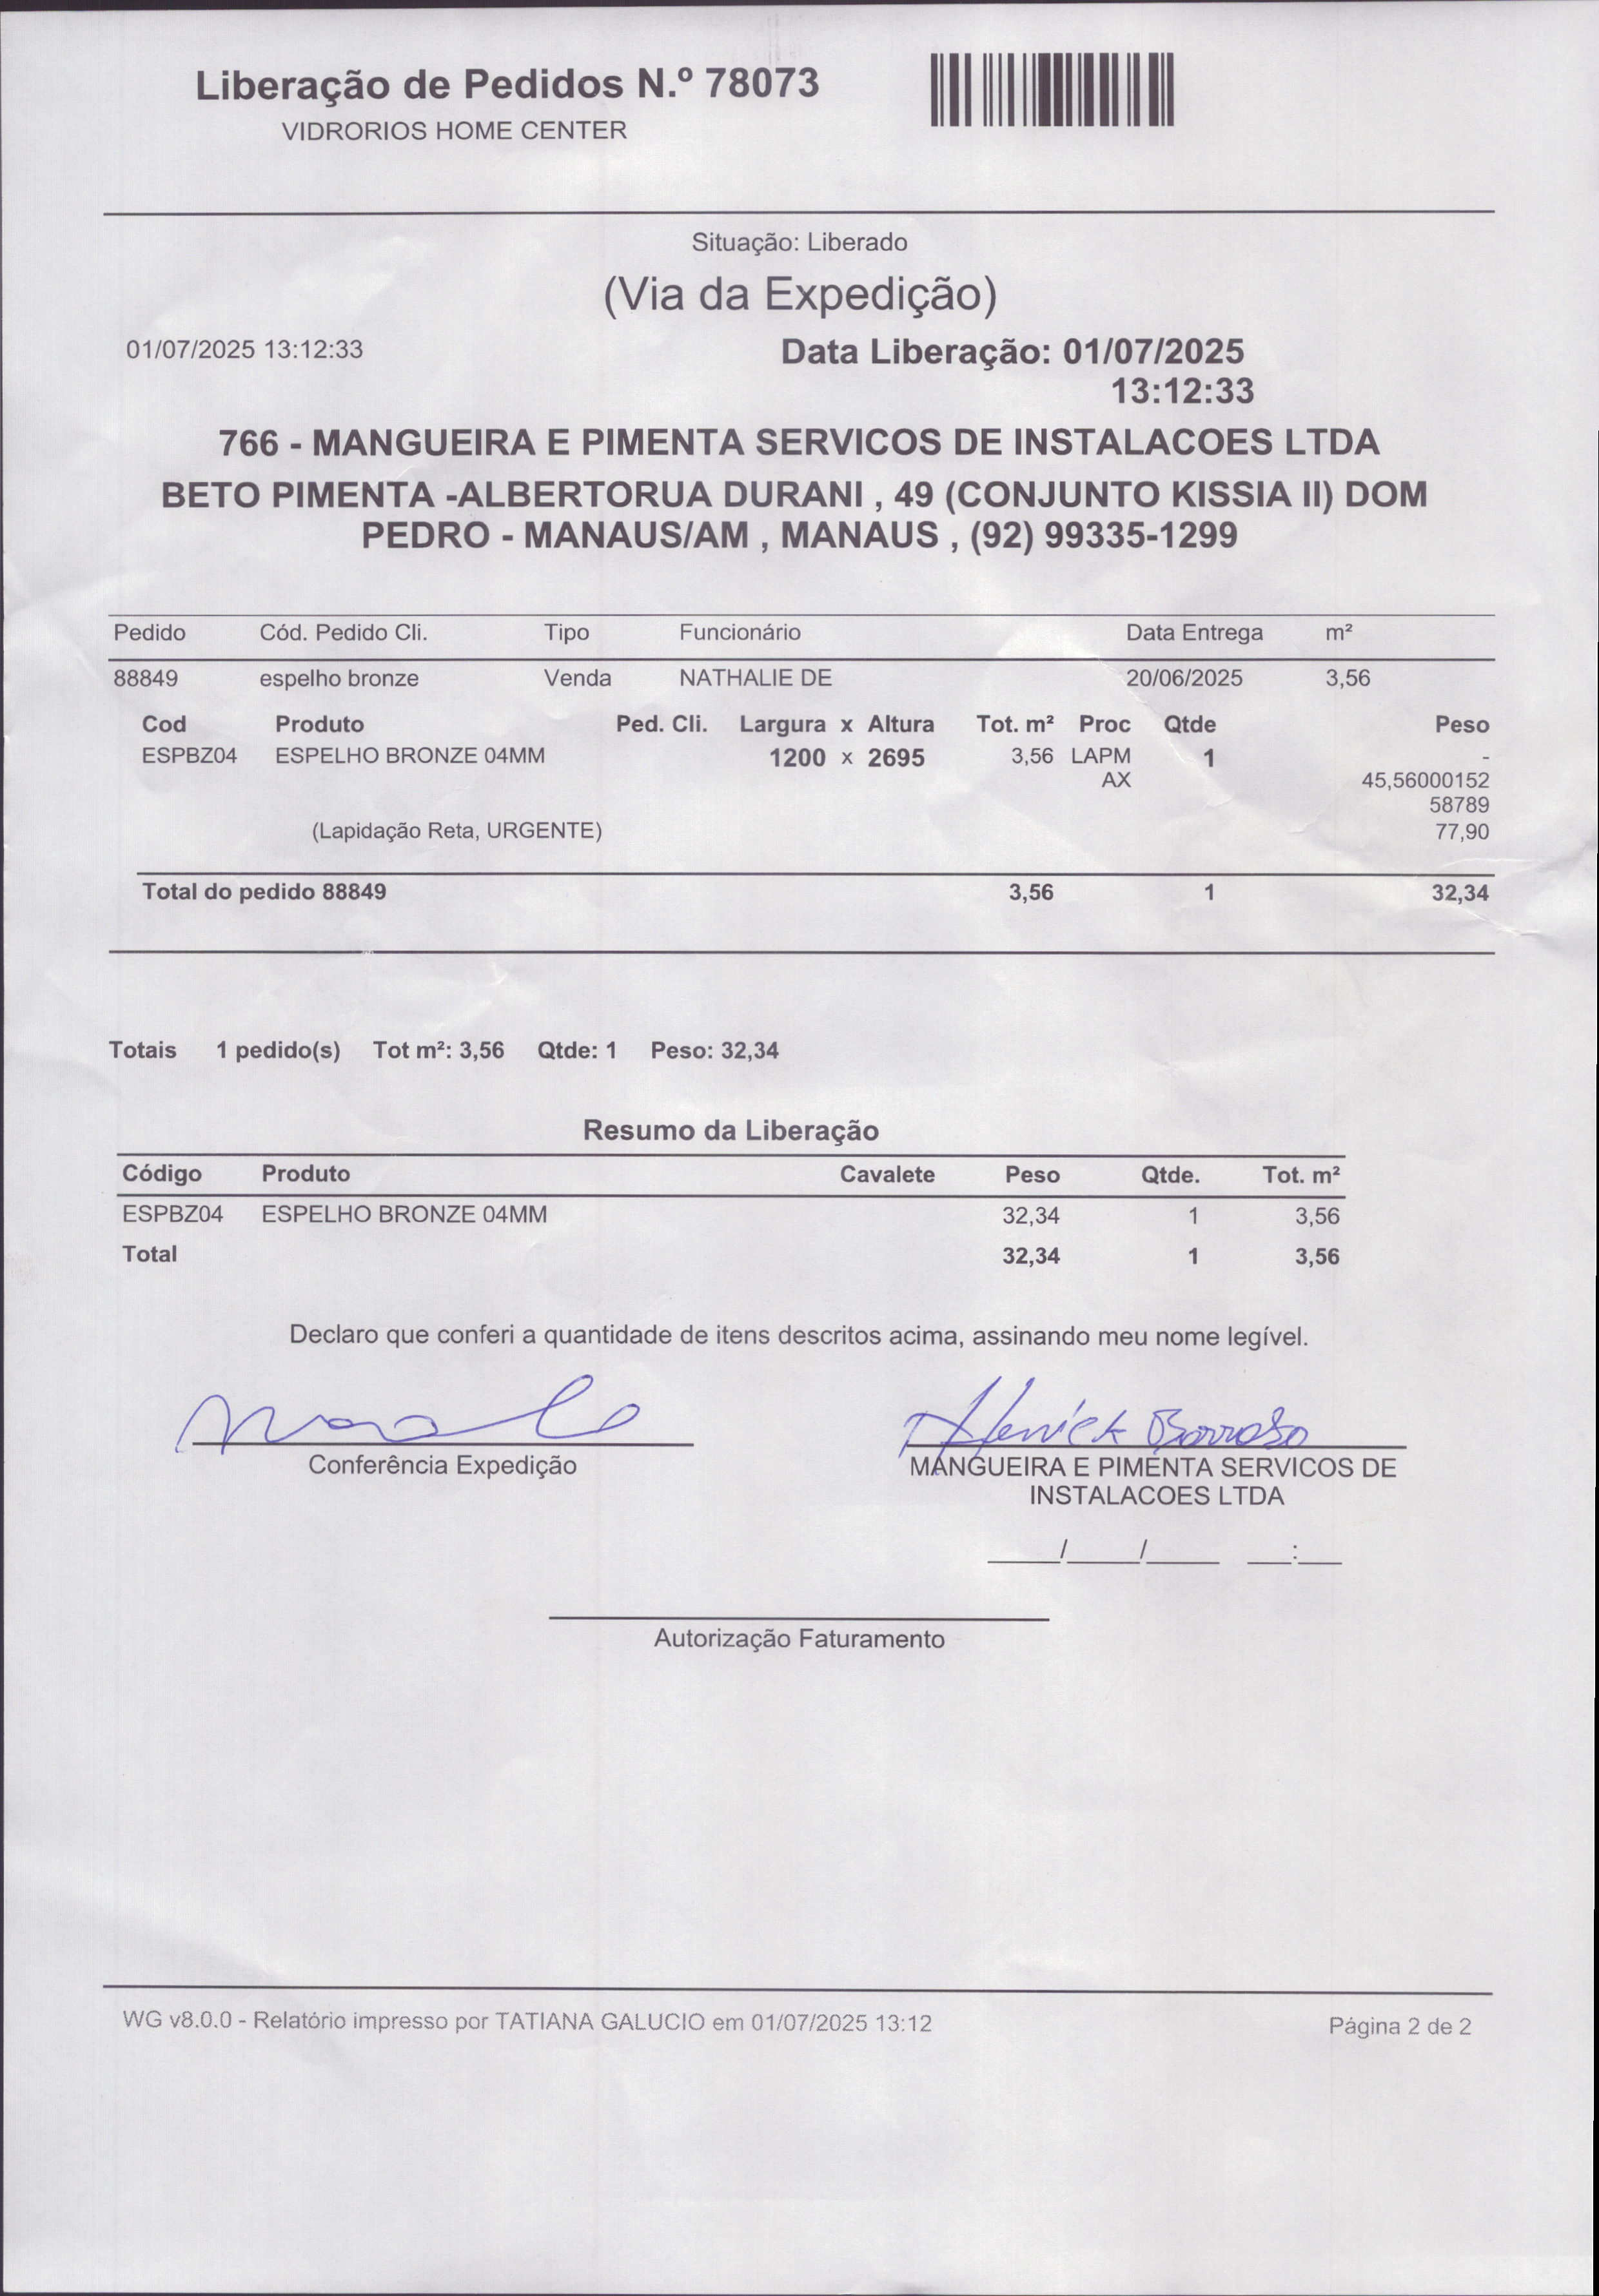 Liberação de Pedidos N.º 78073
VIDRORIOS HOME CENTER
Situação: Liberado
(Via da Expedição)
01/07/2025 13:12:33 Data Liberação: 01/07/2025
13:12:33
766 - MANGUEIRA E PIMENTA SERVICOS DE INSTALACOES LTDA
BETO PIMENTA -ALBERTORUA DURANI , 49 (CONJUNTO KISSIA II) DOM
PEDRO - MANAUS/AM , MANAUS , (92) 99335-1299
Pedido Cód. Pedido Cli. Tipo Funcionário Data Entrega m²
88849 espelho bronze Venda NATHALIE DE 20/06/2025 3,56
Cod Produto Ped. Cli. Largura x Altura Tot. m² Proc Qtde Peso
ESPBZ04 ESPELHO BRONZE 04MM 1200 x 2695 3,56 LAPM 1 -
AX 45,56000152
58789
(Lapidação Reta, URGENTE) 77,90
Total do pedido 88849 3,56 1 32,34
Totais 1 pedido(s) Tot m²: 3,56 Qtde: 1 Peso: 32,34
Resumo da Liberação
Código Produto Cavalete Peso Qtde. Tot. m²
ESPBZ04 ESPELHO BRONZE 04MM 32,34 1 3,56
Total 32,34 1 3,56
Declaro que conferi a quantidade de itens descritos acima, assinando meu nome legível.
Barroso
Conferência Expedição MANGUEIRA E PIMENTA SERVICOS DE
INSTALACOES LTDA
____/____/____ __:__
Autorização Faturamento
WG v8.0.0 - Relatório impresso por TATIANA GALUCIO em 01/07/2025 13:12 Página 2 de 2